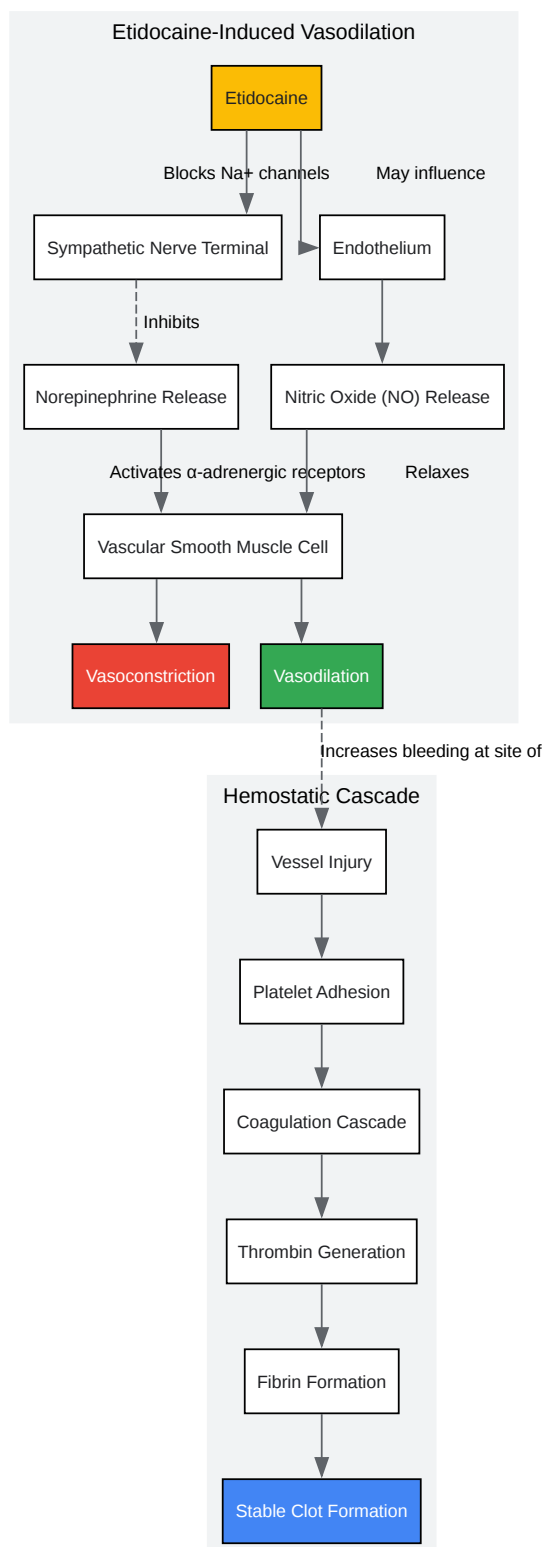 Etidocaine-Induced Vasodilation
Etidocaine
Blocks Na+ channels
May influence
Sympathetic Nerve Terminal
Endothelium
Inhibits
Norepinephrine Release
Nitric Oxide (NO) Release
Activates α-adrenergic receptors
Relaxes
Vascular Smooth Muscle Cell
Vasoconstriction
Vasodilation
Increases bleeding at site of
Hemostatic Cascade
Vessel Injury
Platelet Adhesion
Coagulation Cascade
Thrombin Generation
Fibrin Formation
Stable Clot Formation